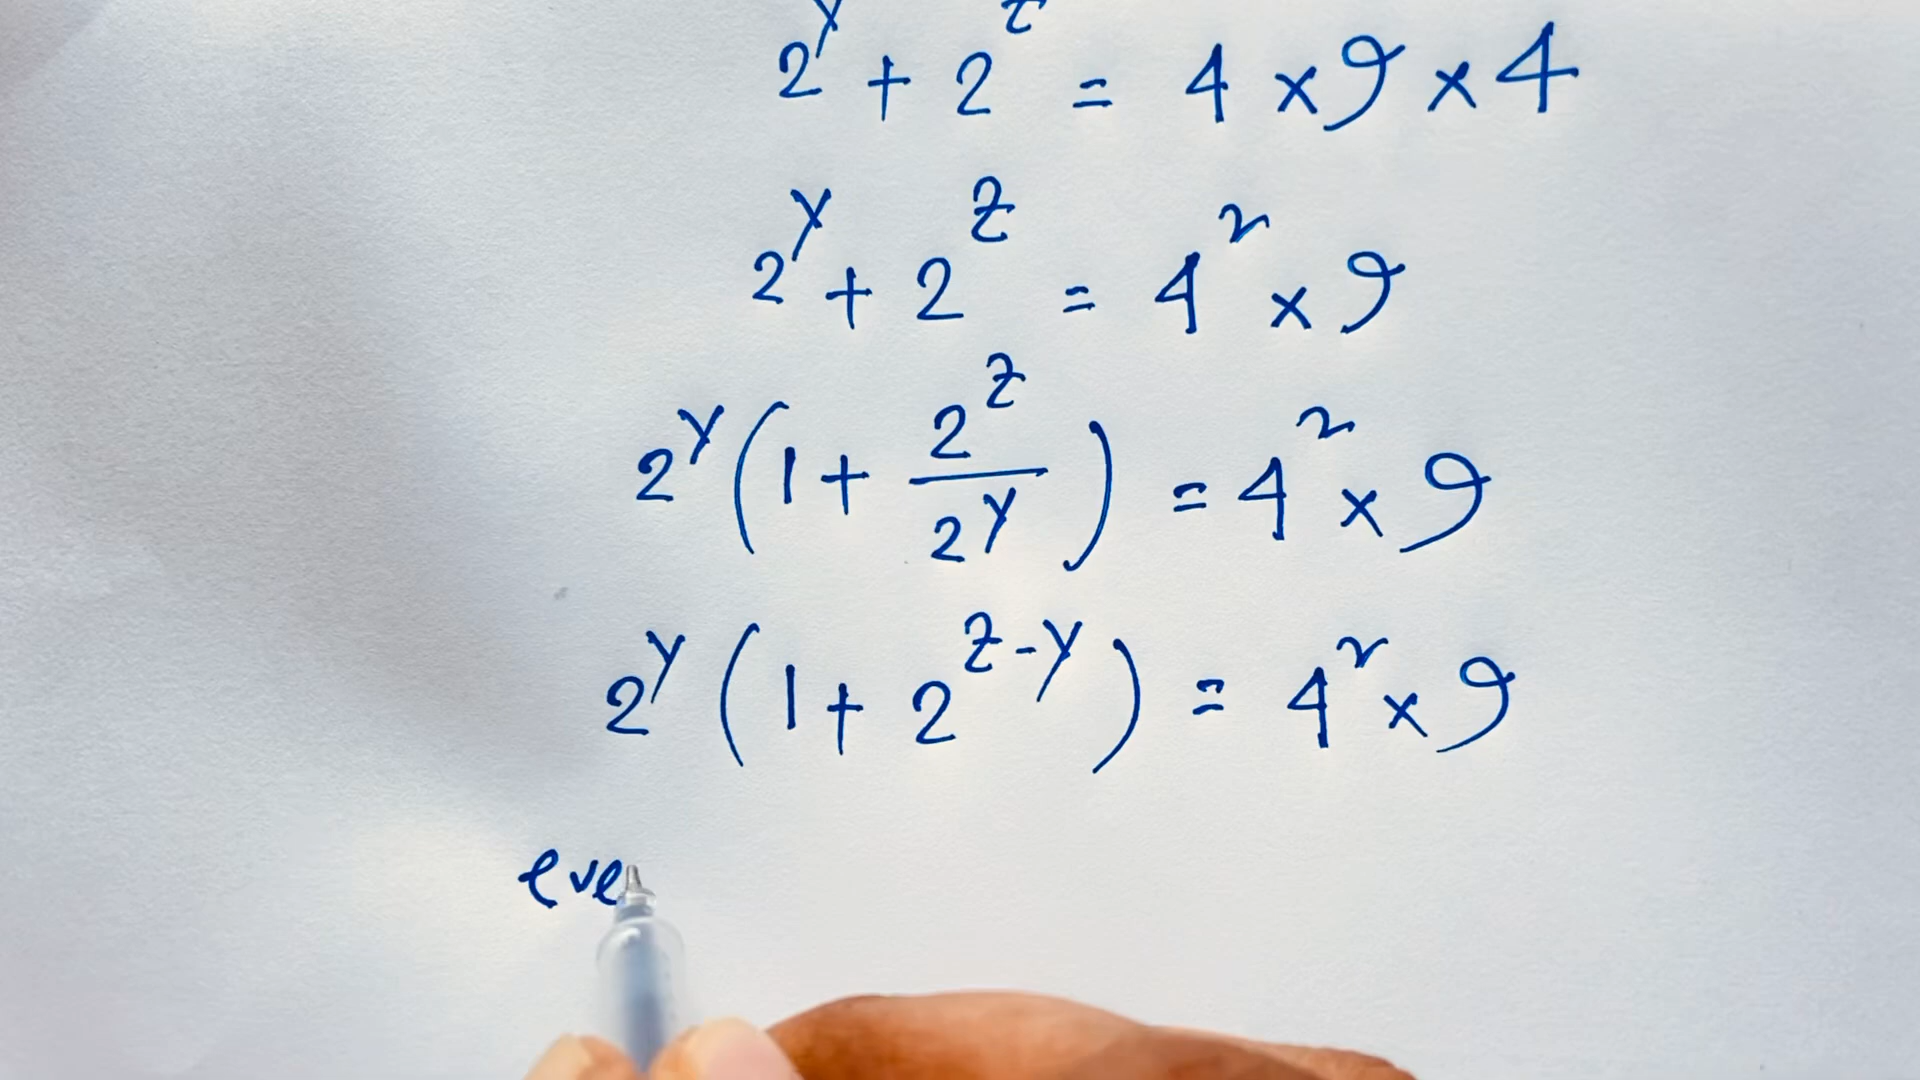 2^y + 2^z = 4 × 9 × 4
2^y + 2^z = 4^2 × 9
2^y (1 + 2^z / 2^y) = 4^2 × 9
2^y (1 + 2^(z-y)) = 4^2 × 9
eve